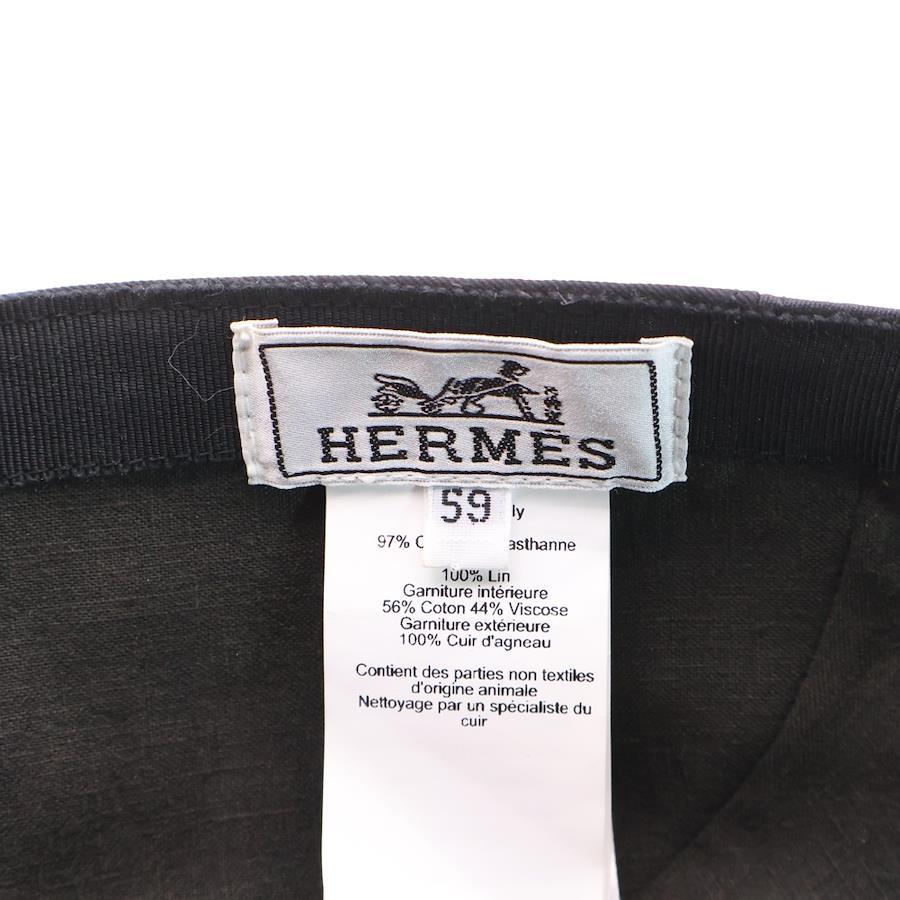 HERMES
59
97%
100% Lin
Garniture intérieure
56% Coton 44% Viscose
Garniture extérieure
100% Cuir d'agneau
Contient des parties non textiles
d'origine animale
Nettoyage par un spécialiste du
cuir